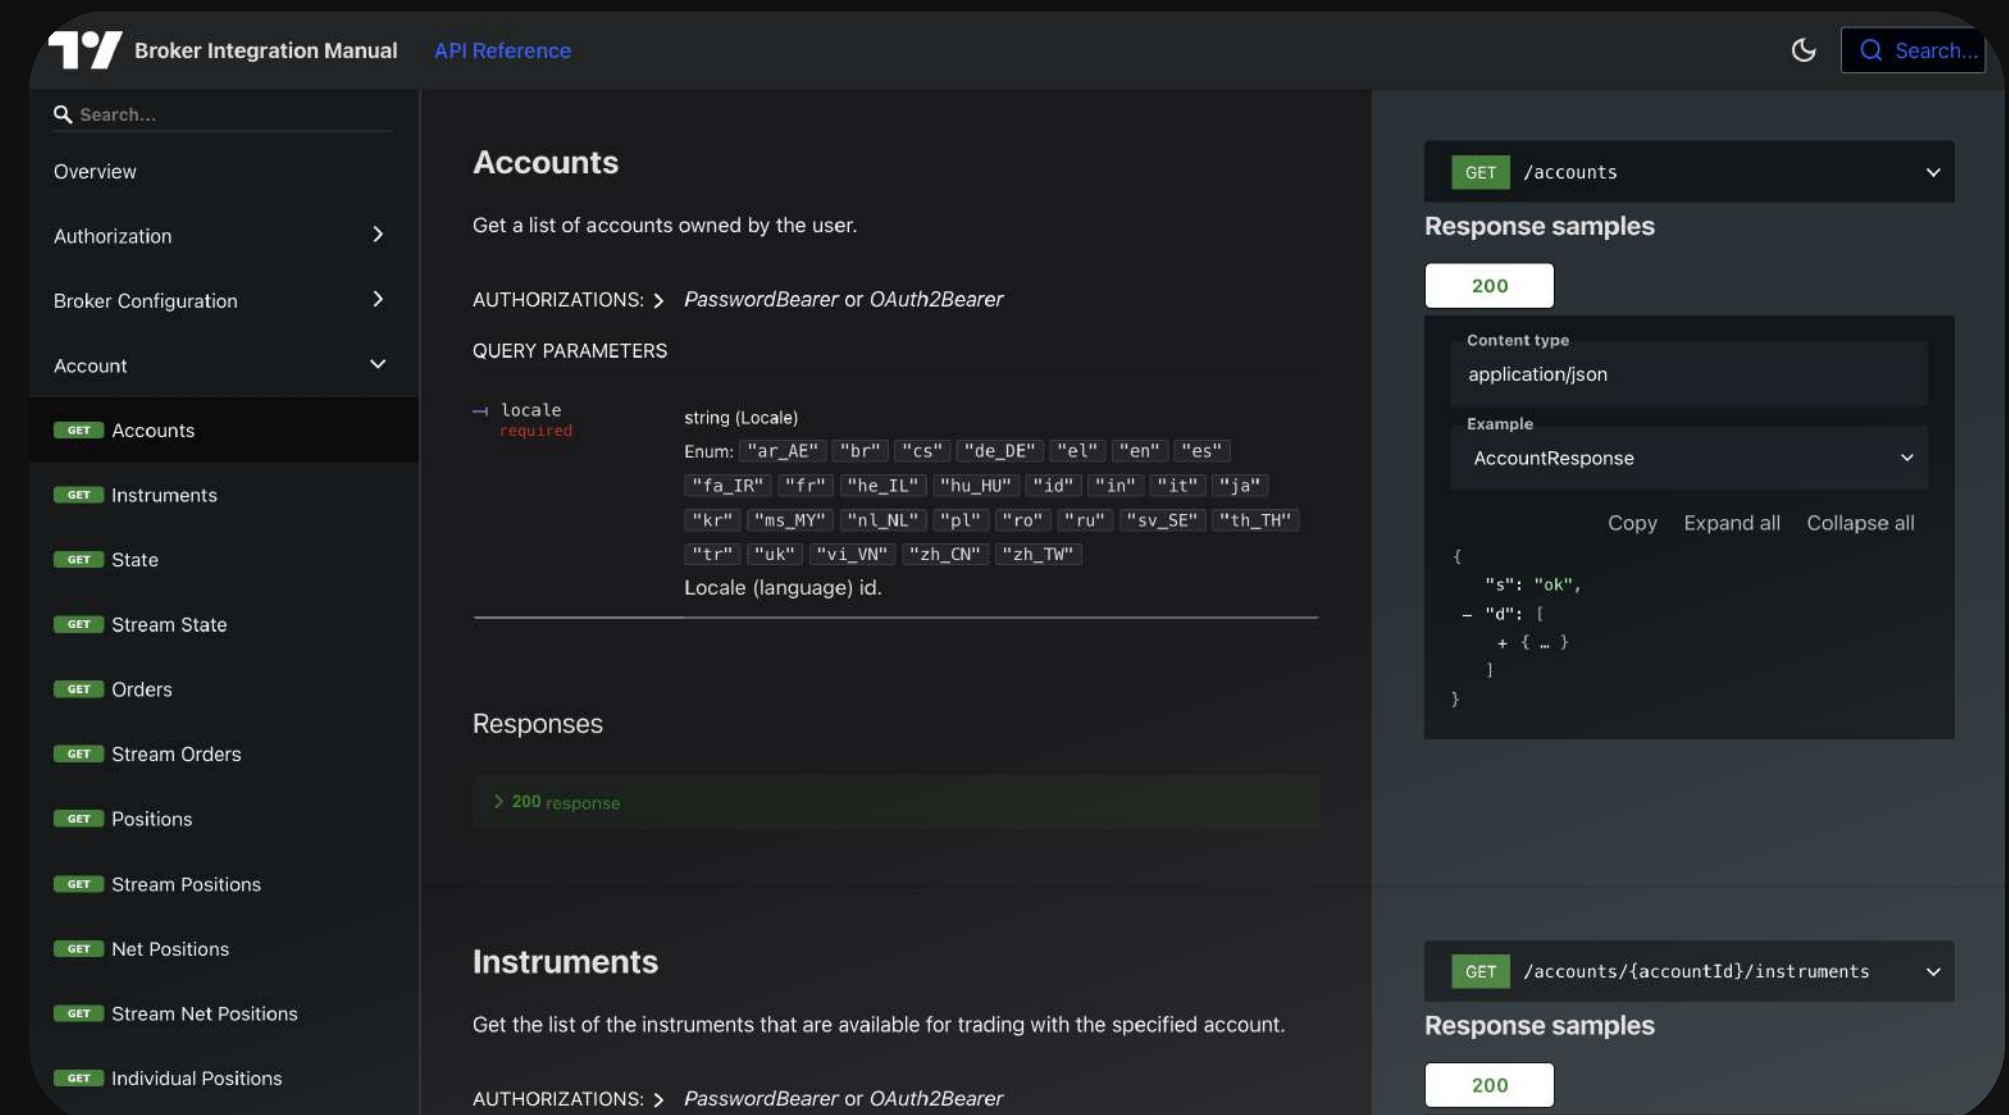 Broker Integration Manual
API Reference
Search...
Search...
Overview
Authorization
Broker Configuration
Account
GET Accounts
GET Instruments
GET State
GET Stream State
GET Orders
GET Stream Orders
GET Positions
GET Stream Positions
GET Net Positions
GET Stream Net Positions
GET Individual Positions
Accounts
Get a list of accounts owned by the user.
AUTHORIZATIONS: > PasswordBearer or OAuth2Bearer
QUERY PARAMETERS
locale
required
string (Locale)
Enum: "ar_AE" "br" "cs" "de_DE" "el" "en" "es"
"fa_IR" "fr" "he_IL" "hu_HU" "id" "in" "it" "ja"
"kr" "ms_MY" "nl_NL" "pl" "ro" "ru" "sv_SE" "th_TH"
"tr" "uk" "vi_VN" "zh_CN" "zh_TW"
Locale (language) id.
Responses
> 200 response
Instruments
Get the list of the instruments that are available for trading with the specified account.
AUTHORIZATIONS: > PasswordBearer or OAuth2Bearer
GET /accounts
Response samples
200
Content type
application/json
Example
AccountResponse
Copy Expand all Collapse all
{
"s": "ok",
– "d": [
+ { … }
]
}
GET /accounts/{accountId}/instruments
Response samples
200